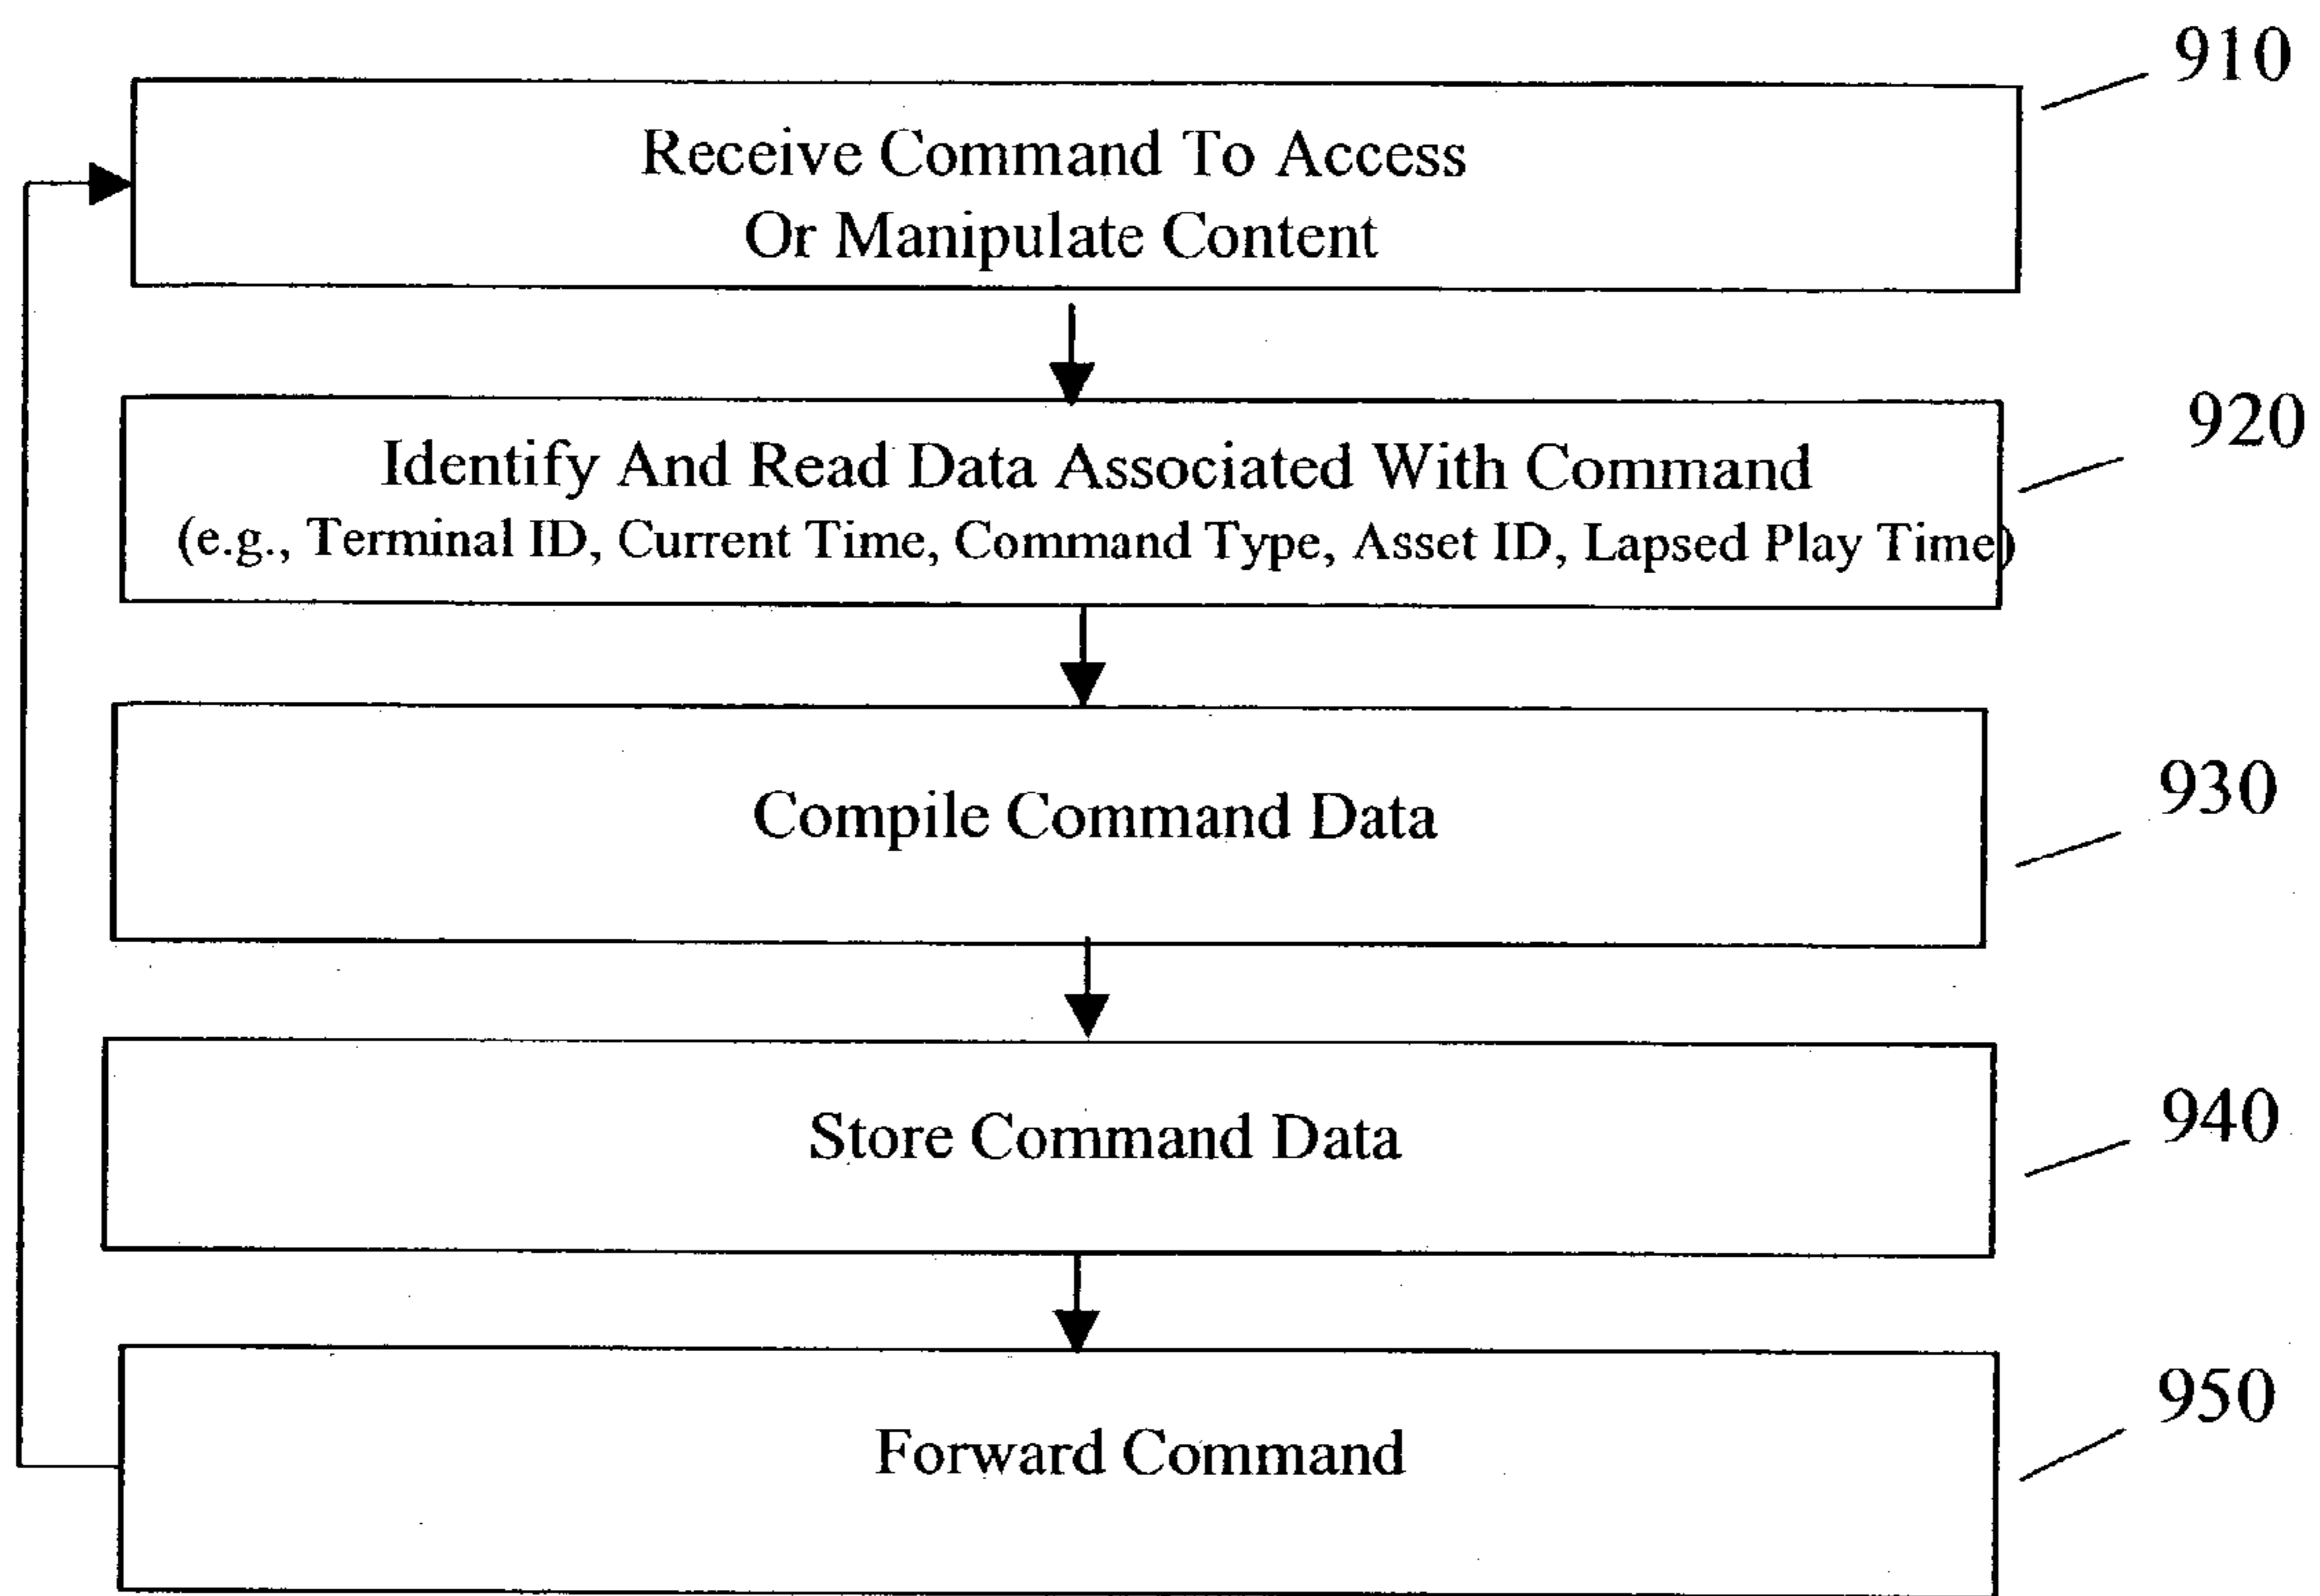 910
Receive Command To Access
Or Manipulate Content
920
Identify And Read Data Associated With Command
(e.g., Terminal ID, Current Time, Command Type, Asset ID, Lapsed Play Time)
930
Compile Command Data
940
Store Command Data
950
Forward Command